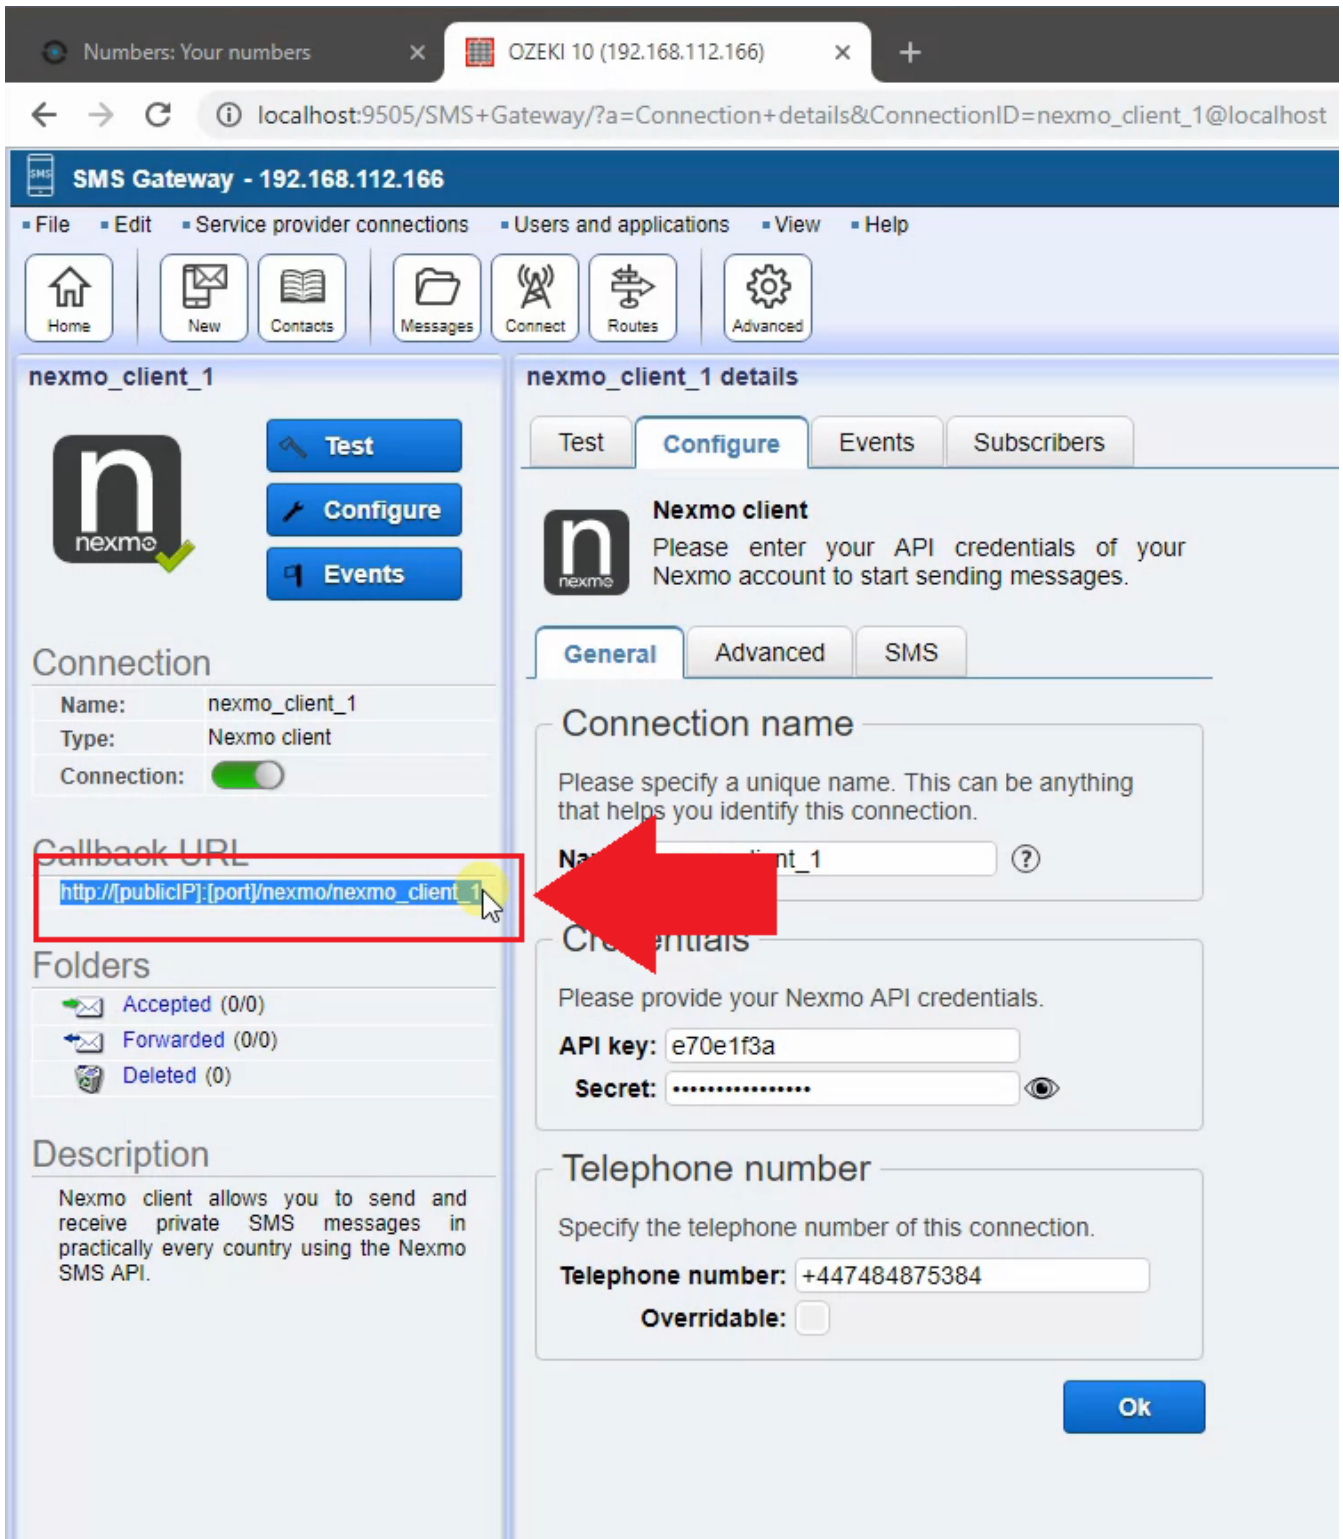 Numbers: Your numbers
OZEKI 10 (192.168.112.166)
localhost:9505/SMS+Gateway/?a=Connection+details&ConnectionID=nexmo_client_1@localhost
SMS
SMS Gateway - 192.168.112.166
File Edit Service provider connections Users and applications View Help
Home New Contacts Messages Connect Routes Advanced
nexmo_client_1
n
nexmo
Test
Configure
Events
Connection
Name: nexmo_client_1
Type: Nexmo client
Connection:
Callback URL
http://[publicIP]:[port]/nexmo/nexmo_client_1
Folders
Accepted (0/0)
Forwarded (0/0)
Deleted (0)
Description
Nexmo client allows you to send and
receive private SMS messages in
practically every country using the Nexmo
SMS API.
nexmo_client_1 details
Test Configure Events Subscribers
n
nexmo
Nexmo client
Please enter your API credentials of your
Nexmo account to start sending messages.
General Advanced SMS
Connection name
Please specify a unique name. This can be anything
that helps you identify this connection.
Credentials
Please provide your Nexmo API credentials.
API key: e70e1f3a
Secret: ••••••••••••••••
Telephone number
Specify the telephone number of this connection.
Telephone number: +447484875384
Overridable:
Ok